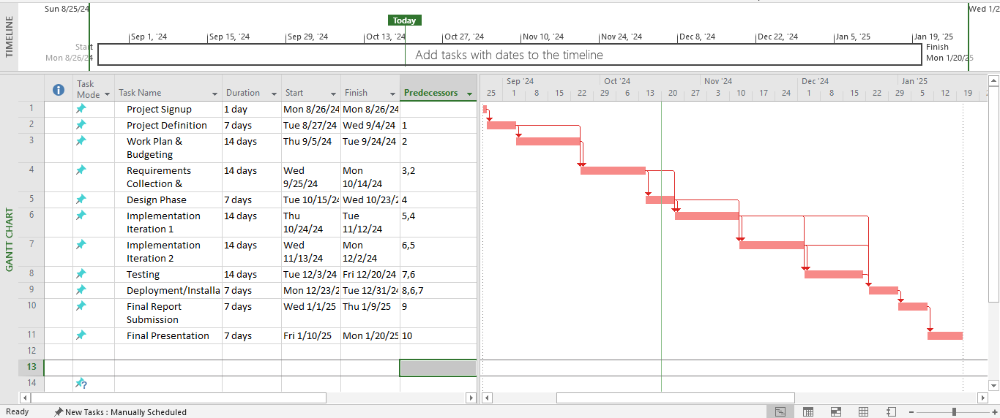 Sun 8/25/24
Wed 1/2
Today
TIMELINE
Sep 1, '24 Sep 15, '24 Sep 29, '24 Oct 13, '24 Oct 27, '24 Nov 10, '24 Nov 24, '24 Dec 8, '24 Dec 22, '24 Jan 5, '25 Jan 19, '25
Start
Mon 8/26/24
Add tasks with dates to the timeline
Finish
Mon 1/20/25
GANTT CHART
Task Mode Task Name Duration Start Finish Predecessors
Sep '24 Oct '24 Nov '24 Dec '24 Jan '25
25 1 8 15 22 29 6 13 20 27 3 10 17 24 1 8 15 22 29 5 12 19
1 Project Signup 1 day Mon 8/26/24 Mon 8/26/24
2 Project Definition 7 days Tue 8/27/24 Wed 9/4/24 1
3 Work Plan & 14 days Thu 9/5/24 Tue 9/24/24 2
Budgeting
4 Requirements 14 days Wed Mon 3,2
Collection & 9/25/24 10/14/24
5 Design Phase 7 days Tue 10/15/24 Wed 10/23/2 4
6 Implementation 14 days Thu Tue 5,4
Iteration 1 10/24/24 11/12/24
7 Implementation 14 days Wed Mon 6,5
Iteration 2 11/13/24 12/2/24
8 Testing 14 days Tue 12/3/24 Fri 12/20/24 7,6
9 Deployment/Installa 7 days Mon 12/23/2 Tue 12/31/24 8,6,7
10 Final Report 7 days Wed 1/1/25 Thu 1/9/25 9
Submission
11 Final Presentation 7 days Fri 1/10/25 Mon 1/20/25 10
12
13
14 ?
Ready New Tasks : Manually Scheduled